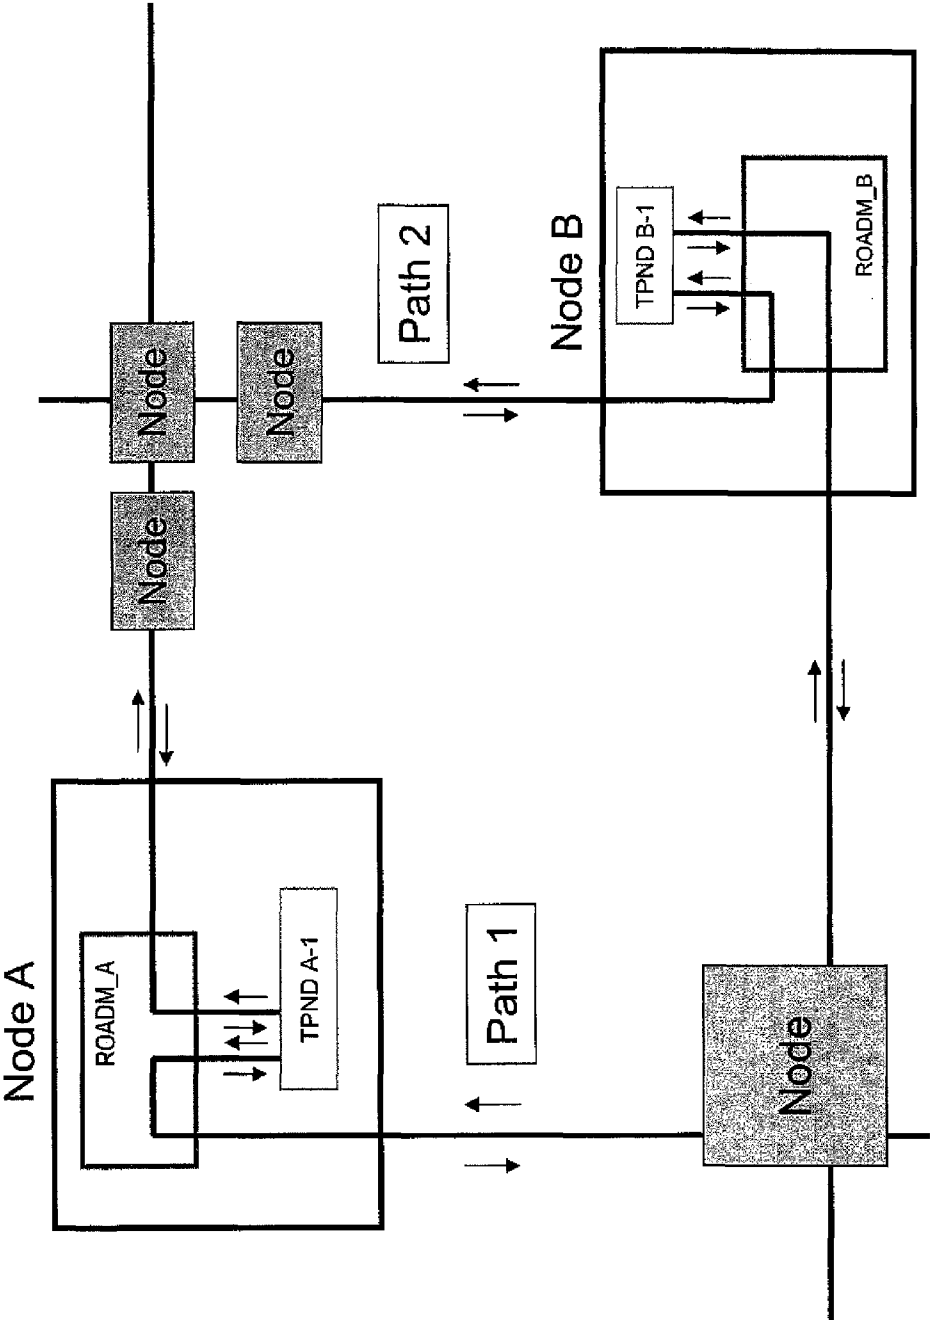 Node A
ROADM_A
TPND A-1
Path 1
Node
Node
Node
Node
Path 2
Node B
TPND B-1
ROADM_B